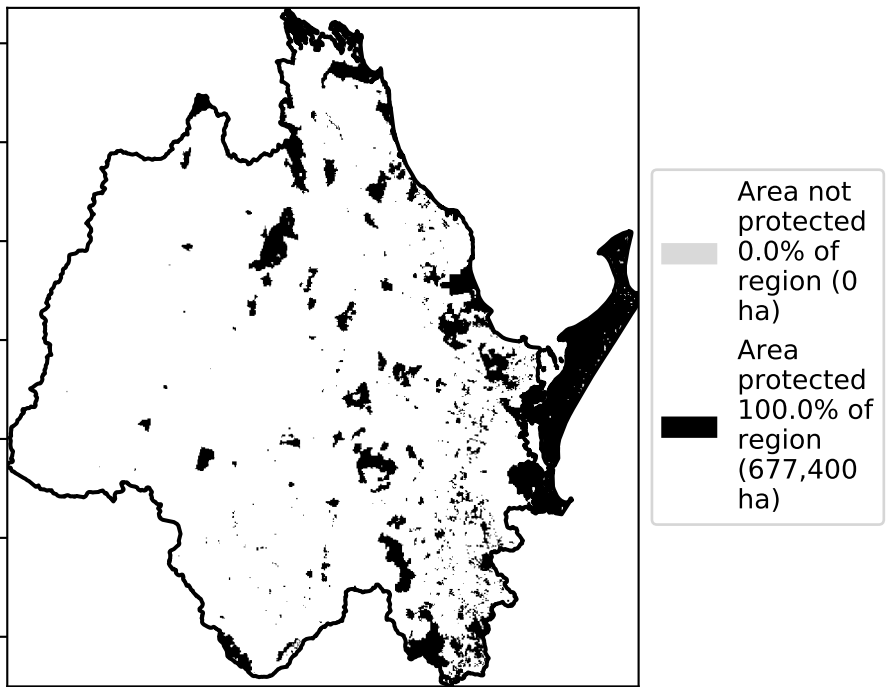 Area not
protected
0.0% of
region (0
ha)
Area
protected
100.0% of
region
(677,400
ha)